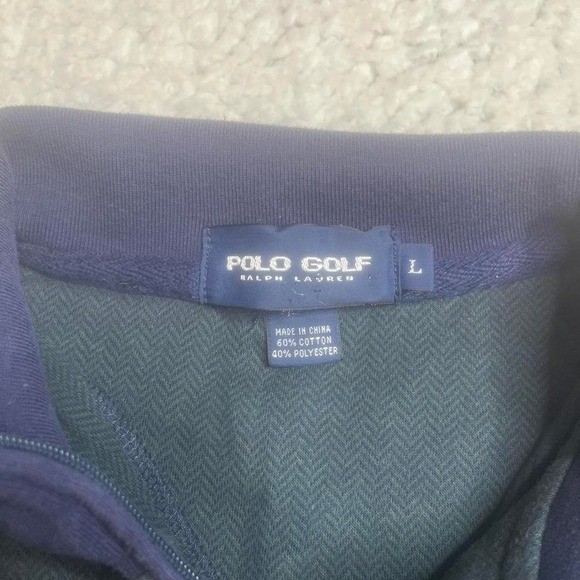 POLO GOLF
RALPH LAUREN
L
MADE IN CHINA
60% COTTON
40% POLYESTER